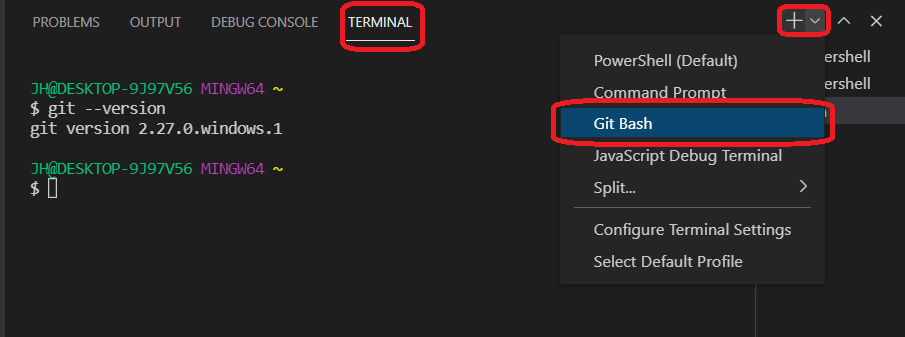 PROBLEMS OUTPUT DEBUG CONSOLE TERMINAL
JH@DESKTOP-9J97V56 MINGW64 ~
$ git --version
git version 2.27.0.windows.1
JH@DESKTOP-9J97V56 MINGW64 ~
$
PowerShell (Default)
Command Prompt
Git Bash
JavaScript Debug Terminal
Split...
Configure Terminal Settings
Select Default Profile
ershell
ershell